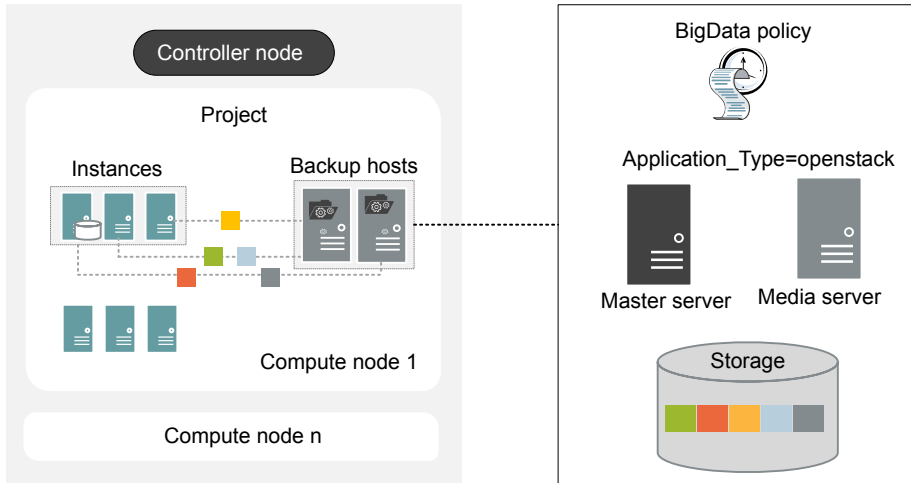 Controller node
Project
Instances
Backup hosts
Compute node 1
Compute node n
BigData policy
Application_Type=openstack
Master server
Media server
Storage